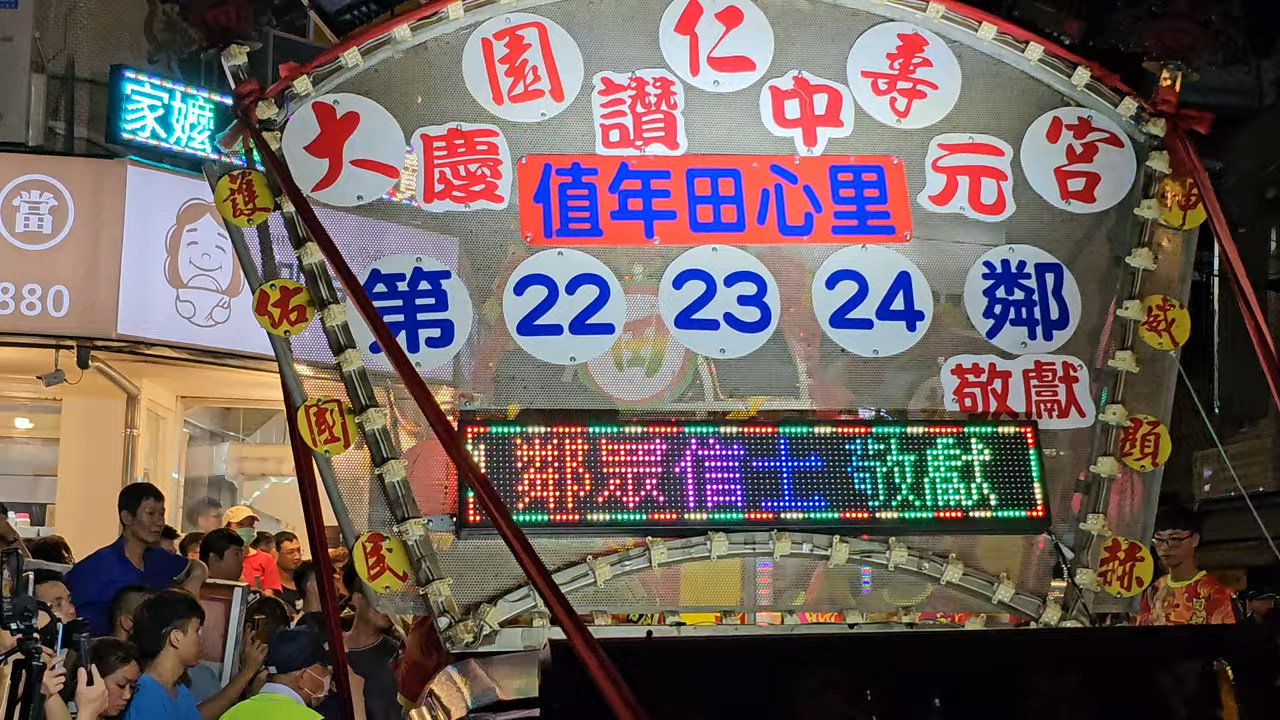 大園仁壽宮
慶讚中元
值年田心里
第 22 23 24 鄰
敬獻
鄰眾信士敬獻
護佑國民
神威顯赫
家嬤
當
880